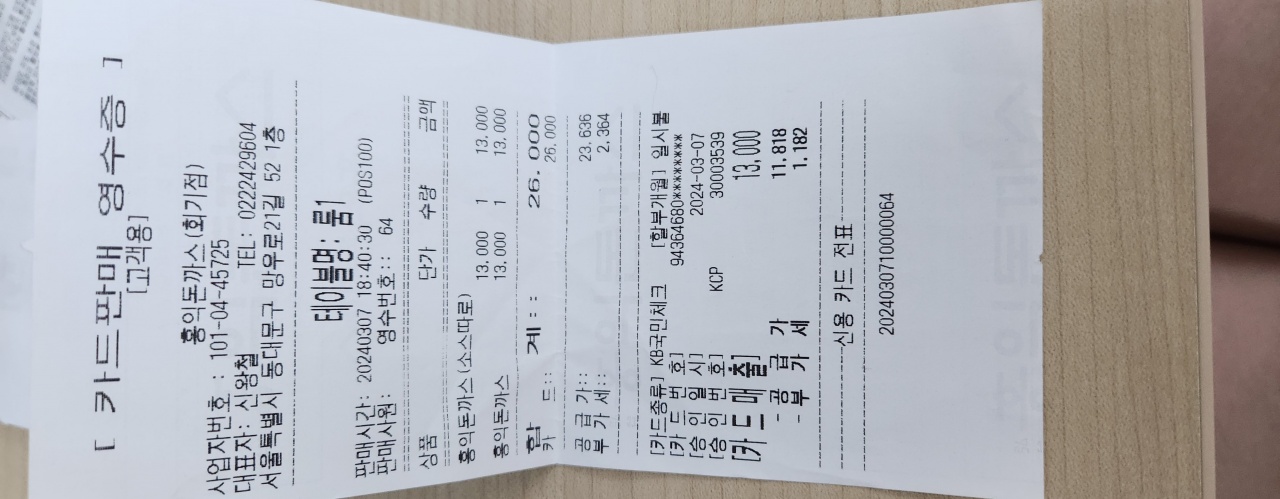 [ 카드판매 영수증 ]
[고객용]
홍익돈까스(회기점)
사업자번호 : 101-04-45725
대표자: 신왕철 TEL: 0222429604
서울특별시 동대문구 망우로21길 52 1층
테이블명: 룸1
판매시간: 20240307 18:40:30 (POS100)
판매사원: 영수번호:: 64
상품 단가 수량 금액
홍익돈까스(소스따로)
13,000 1 13,000
홍익돈까스 13,000 1 13,000
합 계:: 26,000
카 드:: 26,000
공 급 가:: 23,636
부 가 세:: 2,364
[카드종류] KB국민체크 [할부개월] 일시불
[카 드 번 호] 94364680********
[승 인 일 시] 2024-03-07
[승 인 번 호] KCP 30003539
[카 드 매 출] 13,000
- 공 급 가 11,818
- 부 가 세 1,182
신용 카드 전표
20240307100000064